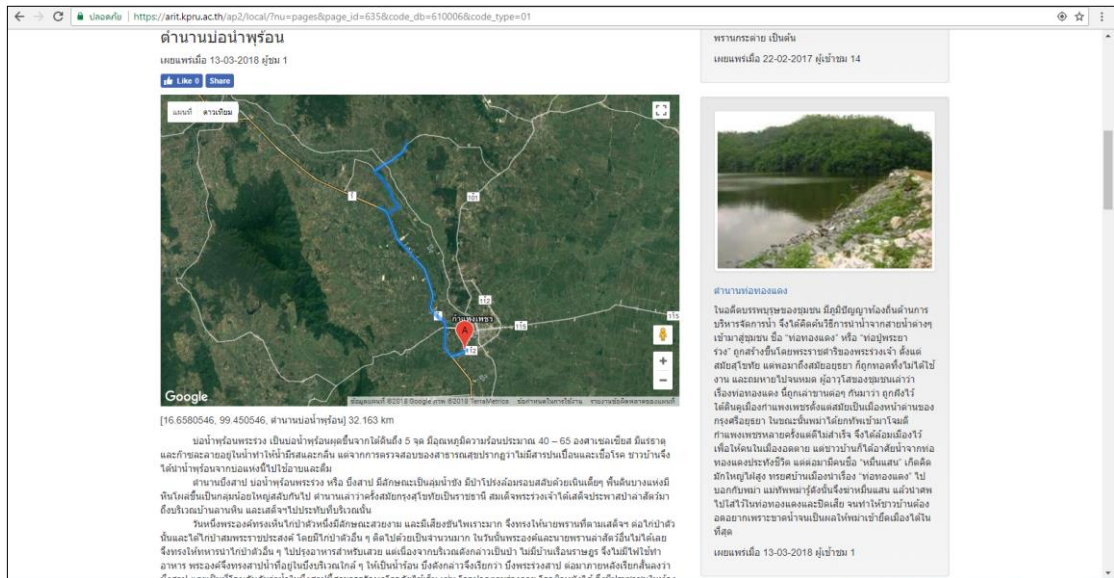 ปลอดภัย | https://arit.kpru.ac.th/ap2/local/?nu=pages&page_id=635&code_db=610006&code_type=01
ตำนานบ่อน้ำพุร้อน
เผยแพร่เมื่อ 13-03-2018 ผู้ชม 1
Like 0 Share
แผนที่ ดาวเทียม
1
101
112
กำแพงเพชร
115
115
A
112
Google
ข้อมูลแผนที่ ©2018 Google ภาพ ©2018 TerraMetrics ข้อกำหนดในการใช้งาน รายงานข้อผิดพลาดของแผนที่
[16.6580546, 99.450546, ตำนานบ่อน้ำพุร้อน] 32.163 km
บ่อน้ำพุร้อนพระร่วง เป็นบ่อน้ำพุร้อนผุดขึ้นจากใต้ดินถึง 5 จุด มีอุณหภูมิความร้อนประมาณ 40 – 65 องศาเซลเซียส มีแร่ธาตุ
และก๊าซละลายอยู่ในน้ำทำให้น้ำมีรสและกลิ่น แต่จากการตรวจสอบของสาธารณสุขปรากฏว่าไม่มีสารปนเปื้อนและเชื้อโรค ชาวบ้านจึง
ได้นำน้ำพุร้อนจากบ่อแห่งนี้ไปใช้อาบและดื่ม
ตำนานบึงสาป บ่อน้ำพุร้อนพระร่วง หรือ บึงสาป มีลักษณะเป็นลุ่มน้ำขัง มีป่าโปร่งล้อมรอบสลับด้วยเนินเตี้ยๆ พื้นดินบางแห่งมี
หินโผล่ขึ้นเป็นกลุ่มน้อยใหญ่สลับกันไป ตำนานเล่าว่าครั้งสมัยกรุงสุโขทัยเป็นราชธานี สมเด็จพระร่วงเจ้าได้เสด็จประพาสป่าล่าสัตว์มา
ถึงบริเวณบ้านลานหิน และเสด็จฯไปประทับที่บริเวณนั้น
วันหนึ่งพระองค์ทรงเห็นไก่ป่าตัวหนึ่งมีลักษณะสวยงาม และมีเสียงขันไพเราะมาก จึงทรงให้นายพรานที่ตามเสด็จฯ ต่อไก่ป่าตัว
นั้นและได้ไก่ป่าสมพระราชประสงค์ โดยมีไก่ป่าตัวอื่น ๆ ติดไปด้วยเป็นจำนวนมาก ในวันนั้นพระองค์และนายพรานล่าสัตว์อื่นไม่ได้เลย
จึงทรงให้ทหารนำไก่ป่าตัวอื่น ๆ ไปปรุงอาหารสำหรับเสวย แต่เนื่องจากบริเวณดังกล่าวเป็นป่า ไม่มีบ้านเรือนราษฎร จึงไม่มีไฟใช้ทำ
อาหาร พระองค์จึงทรงสาปน้ำที่อยู่ในบึงบริเวณใกล้ ๆ ให้เป็นน้ำร้อน บึงดังกล่าวจึงเรียกว่า บึงพระร่วงสาป ต่อมาภายหลังเรียกสั้นลงว่า
พรานกระต่าย เป็นต้น
เผยแพร่เมื่อ 22-02-2017 ผู้เข้าชม 14
ตำนานท่อทองแดง
ในอดีตบรรพบุรุษของชุมชน มีภูมิปัญญาท้องถิ่นด้านการ
บริหารจัดการน้ำ จึงได้คิดค้นวิธีการนำน้ำจากสายน้ำต่างๆ
เข้ามาสู่ชุมชน ชื่อ "ท่อทองแดง" หรือ "ท่อปู่พระยา
ร่วง" ถูกสร้างขึ้นโดยพระราชดำริของพระร่วงเจ้า ตั้งแต่
สมัยสุโขทัย แต่พอมาถึงสมัยอยุธยา ก็ถูกทอดทิ้งไม่ได้ใช้
งาน และถมหายไปจนหมด ผู้อาวุโสของชุมชนเล่าว่า
เรื่องท่อทองแดง นี้ถูกเล่าขานต่อๆ กันมาว่า ถูกฝังไว้
ใต้ดินคู่เมืองกำแพงเพชรตั้งแต่สมัยเป็นเมืองหน้าด่านของ
กรุงศรีอยุธยา ในขณะนั้นพม่าได้ยกทัพเข้ามาโจมตี
กำแพงเพชรหลายครั้งแต่ตีไม่สำเร็จ จึงได้ล้อมเมืองไว้
เพื่อให้คนในเมืองอดตาย แต่ชาวบ้านก็ได้อาศัยน้ำจากท่อ
ทองแดงประทังชีวิต แต่ต่อมามีคนชื่อ "หมื่นแสน" เกิดคิด
มักใหญ่ใฝ่สูง ทรยศบ้านเมืองนำเรื่อง "ท่อทองแดง" ไป
บอกกับพม่า แม่ทัพพม่ารู้ดังนั้นจึงฆ่าหมื่นแสน แล้วนำศพ
ไปใส่ไว้ในท่อทองแดงและปิดเสีย จนทำให้ชาวบ้านต้อง
อดอยากเพราะขาดน้ำจนเป็นผลให้พม่าเข้ายึดเมืองได้ใน
ที่สุด
เผยแพร่เมื่อ 13-03-2018 ผู้เข้าชม 1